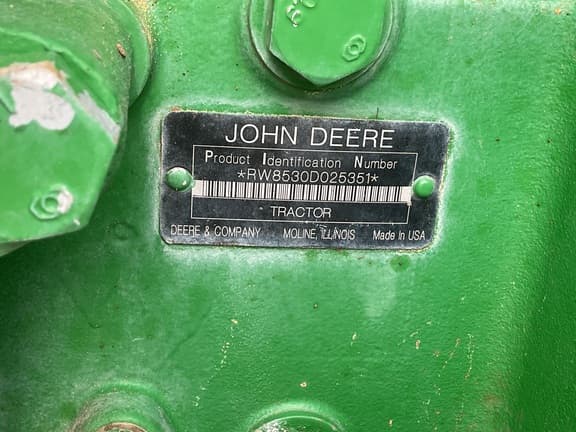 JOHN DEERE
Product Identification Number
*RW8530D025351*
TRACTOR
DEERE & COMPANY MOLINE, ILLINOIS Made In USA